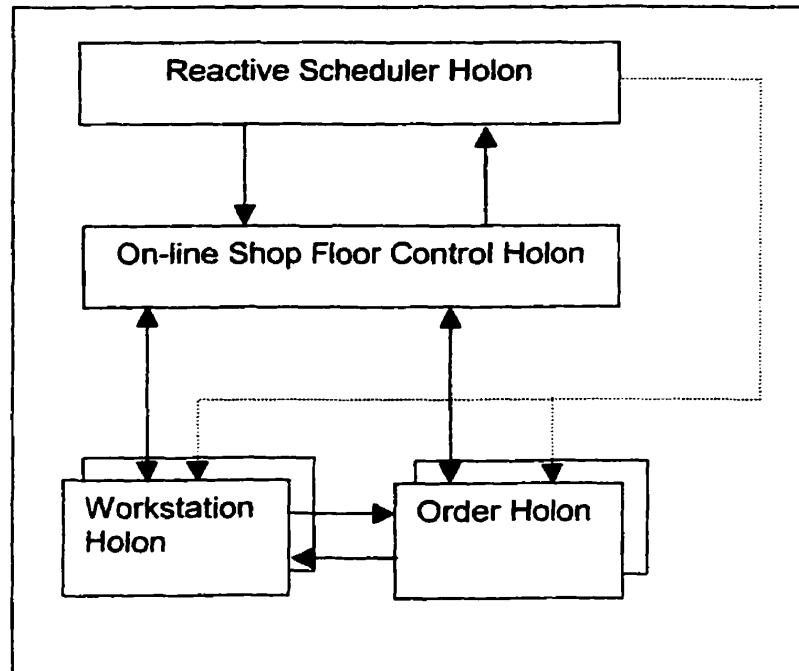 Reactive Scheduler Holon
On-line Shop Floor Control Holon
Workstation
Holon
Order Holon